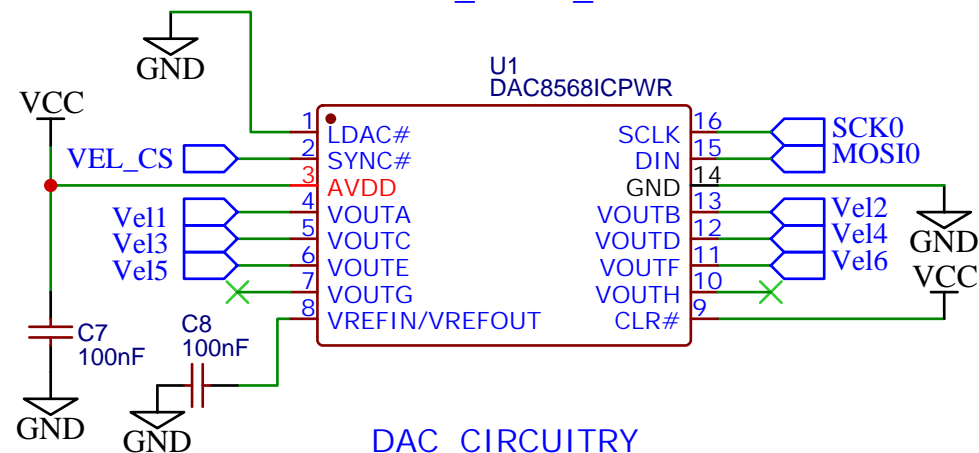 GND
U1
DAC8568ICPWR
VCC
1
LDAC#
SCLK
16
SCK0
VEL_CS
2
SYNC#
DIN
15
MOSI0
3
AVDD
GND
14
Vel1
4
VOUTA
VOUTB
13
Vel2
Vel3
5
VOUTC
VOUTD
12
Vel4
GND
Vel5
6
VOUTE
VOUTF
11
Vel6
7
VOUTG
VOUTH
10
VCC
8
VREFIN/VREFOUT
CLR#
9
C7
100nF
C8
100nF
GND
GND
DAC CIRCUITRY